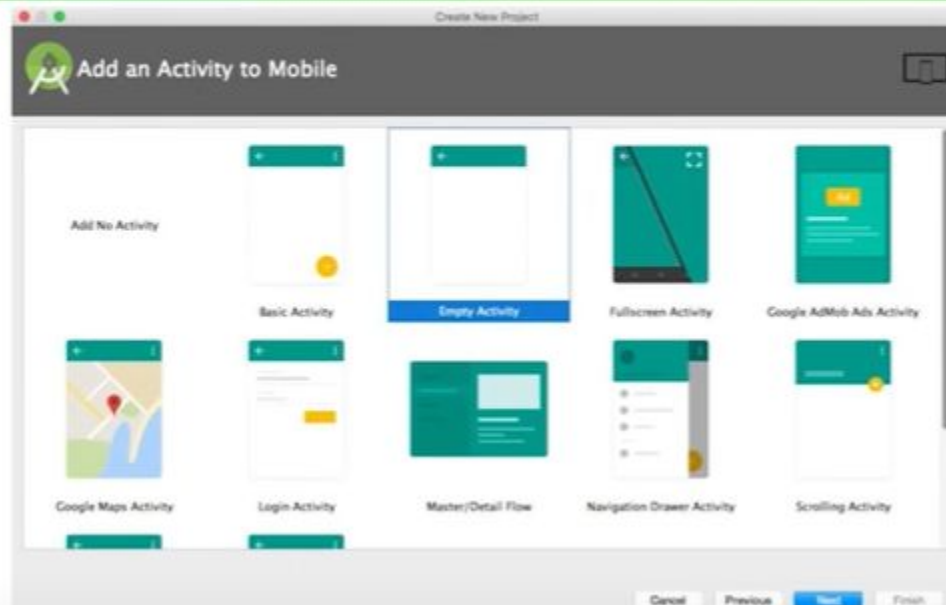 Create New Project
Add an Activity to Mobile
Add No Activity
Basic Activity
Empty Activity
Fullscreen Activity
Google AdMob Ads Activity
Ad
Google Maps Activity
Login Activity
Master/Detail Flow
Navigation Drawer Activity
Scrolling Activity
Cancel
Previous
Next
Finish